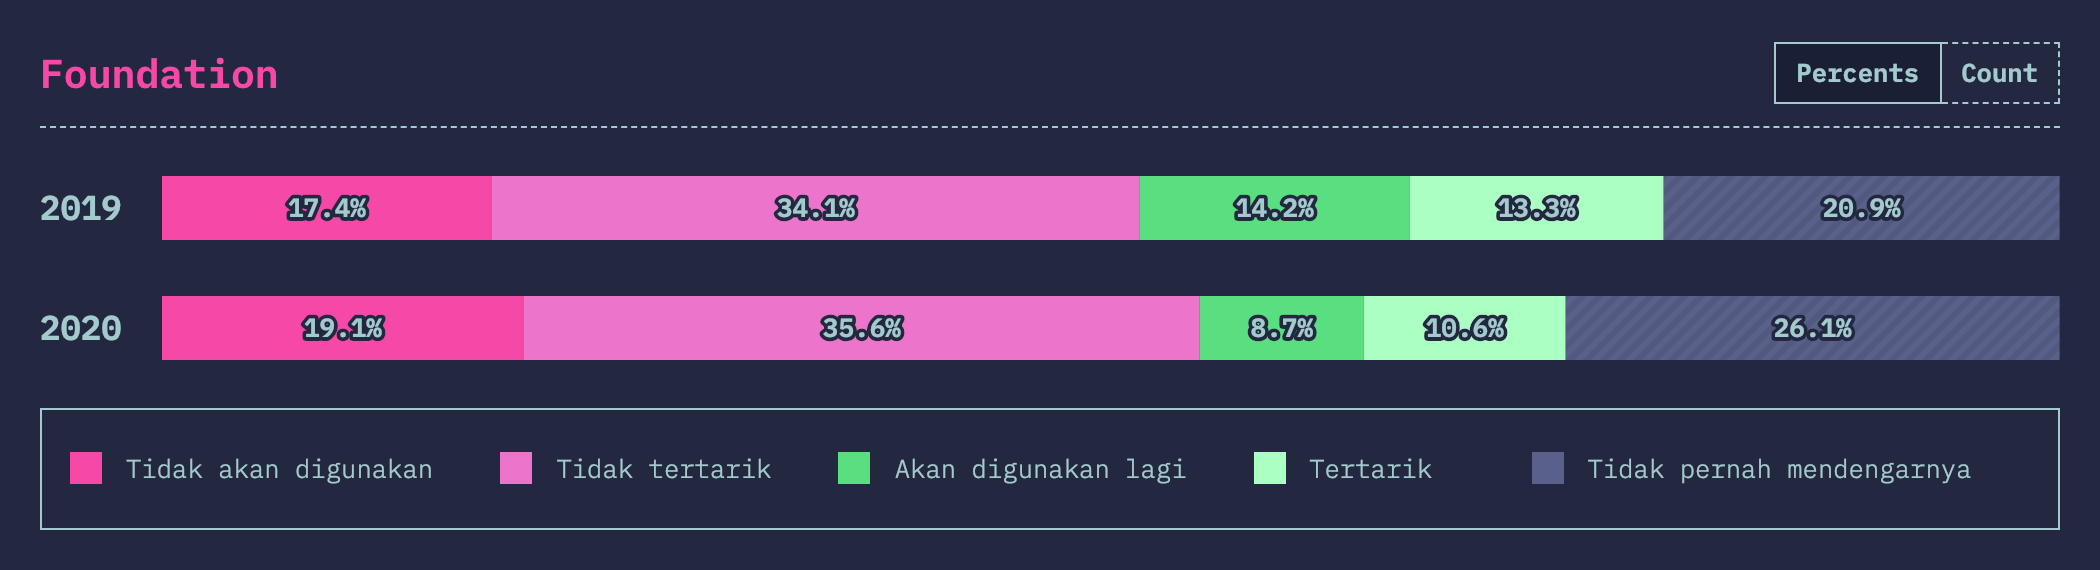 Foundation
Percents Count
2019 17.4% 34.1% 14.2% 13.3% 20.9%
2020 19.1% 35.6% 8.7% 10.6% 26.1%
Tidak akan digunakan Tidak tertarik Akan digunakan lagi Tertarik Tidak pernah mendengarnya